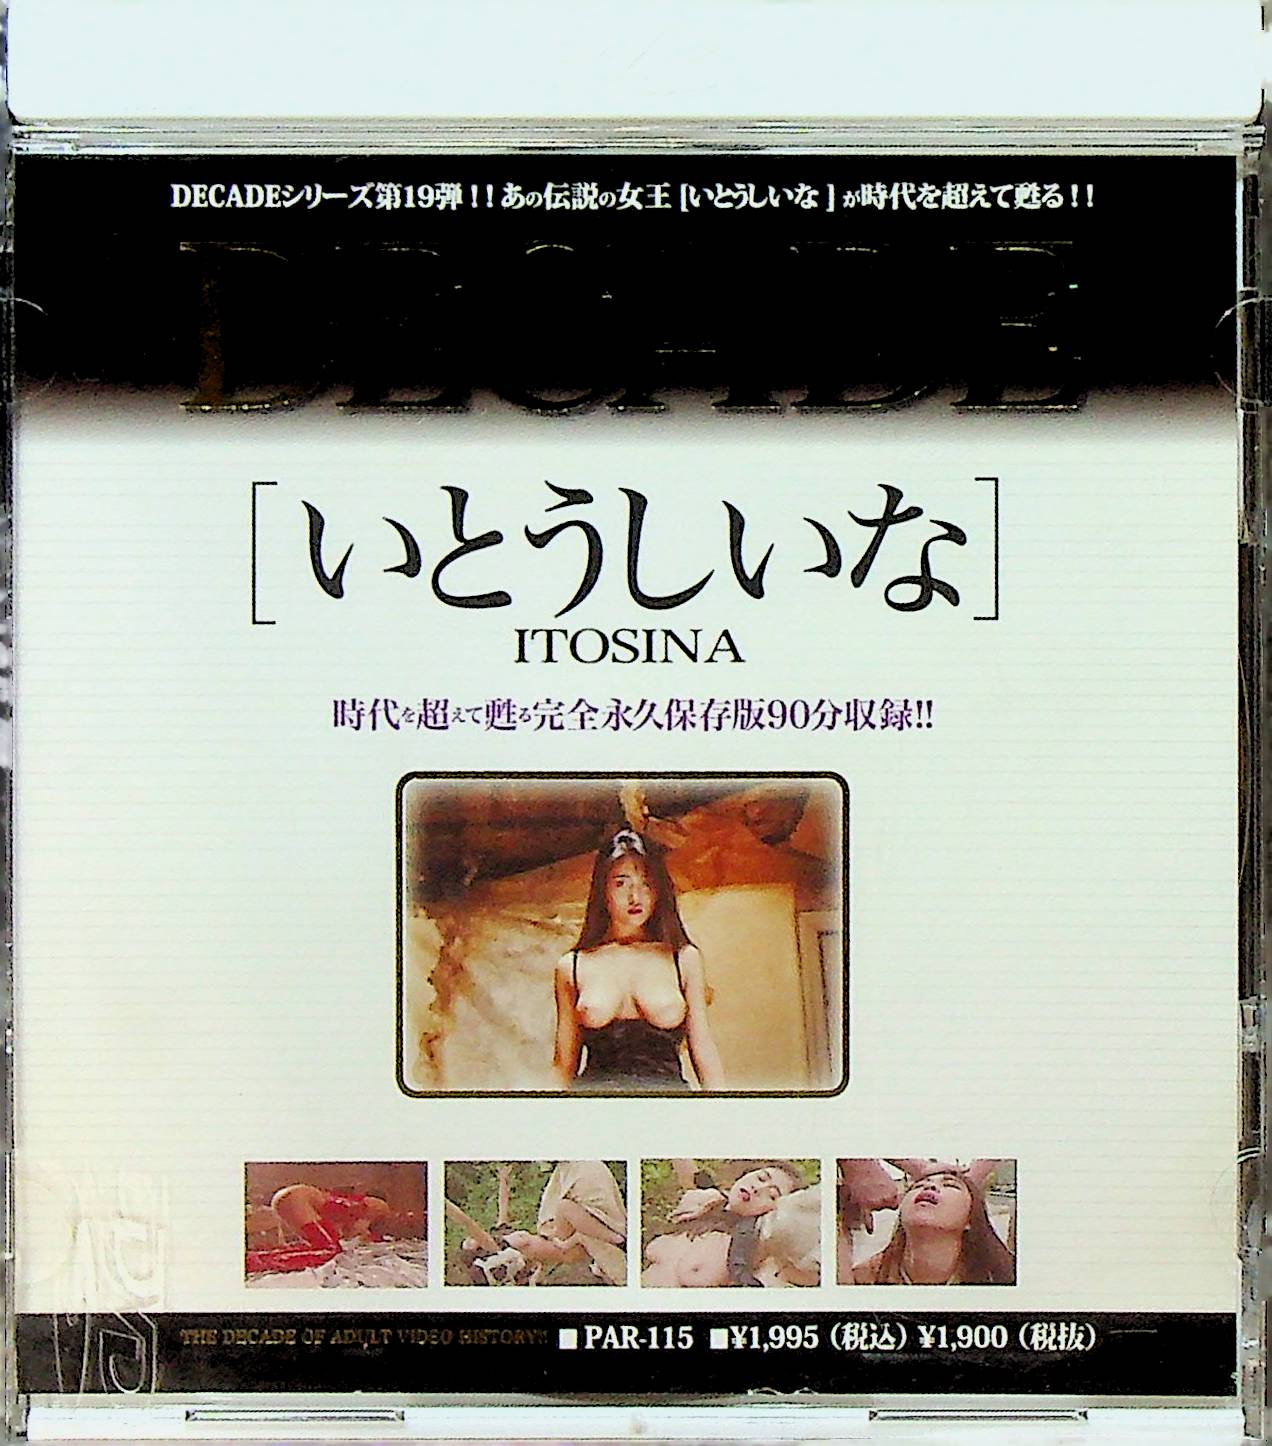 DECADEシリーズ第19弾!!あの伝説の女王[いとうしいな]が時代を超えて甦る!!
DECADE
[いとうしいな]
ITOSINA
時代を超えて甦る完全永久保存版90分収録!!
THE DECADE OF ADULT VIDEO HISTORY!! ■PAR-115 ■¥1,995(税込)¥1,900(税抜)